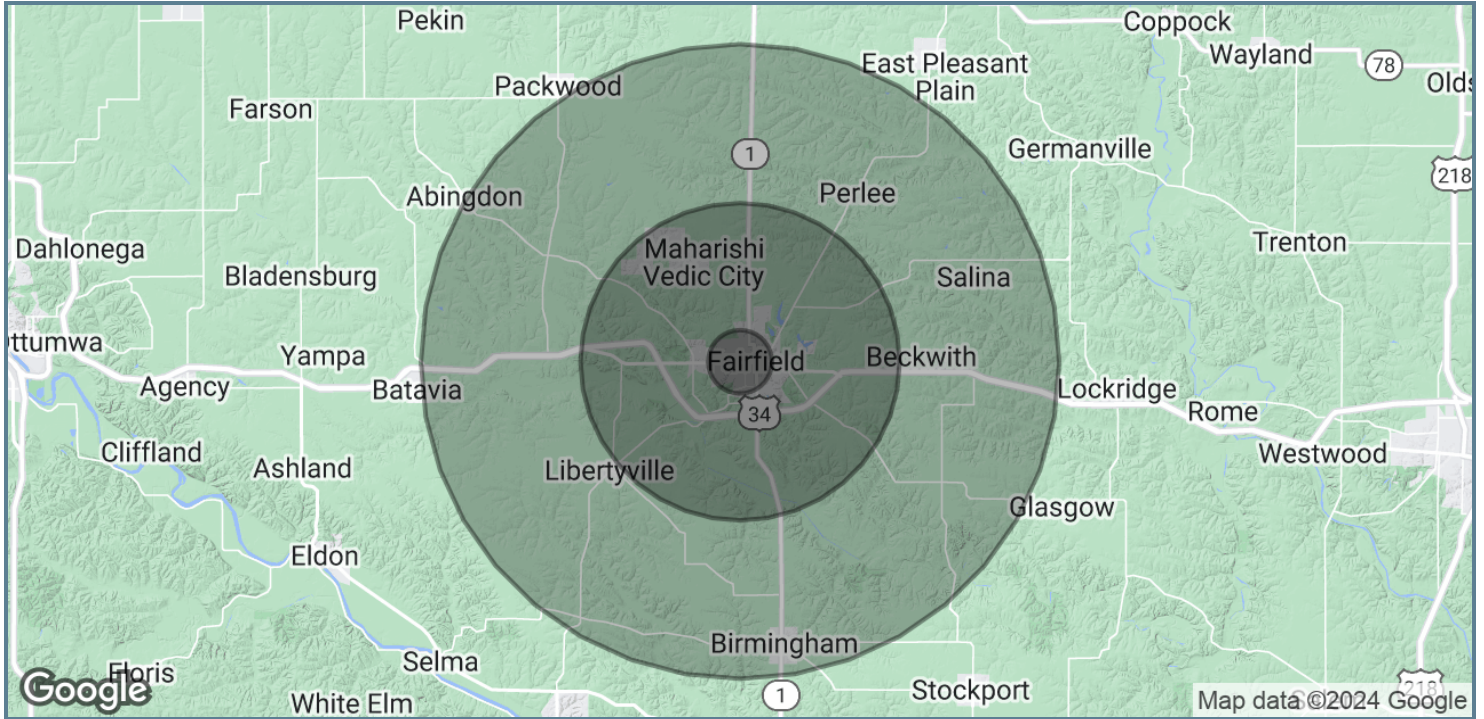 Pekin
Coppock
Wayland
East Pleasant
Plain
78
Packwood
Olds
Farson
Germanville
1
218
Abingdon
Perlee
Dahlonega
Maharishi
Vedic City
Trenton
Bladensburg
Salina
ttumwa
Yampa
Fairfield
Beckwith
Agency
Batavia
Lockridge
Rome
34
Cliffland
Ashland
Libertyville
Westwood
Glasgow
Eldon
Birmingham
Selma
Floris
Google
White Elm
1
Stockport
218
Map data ©2024 Google